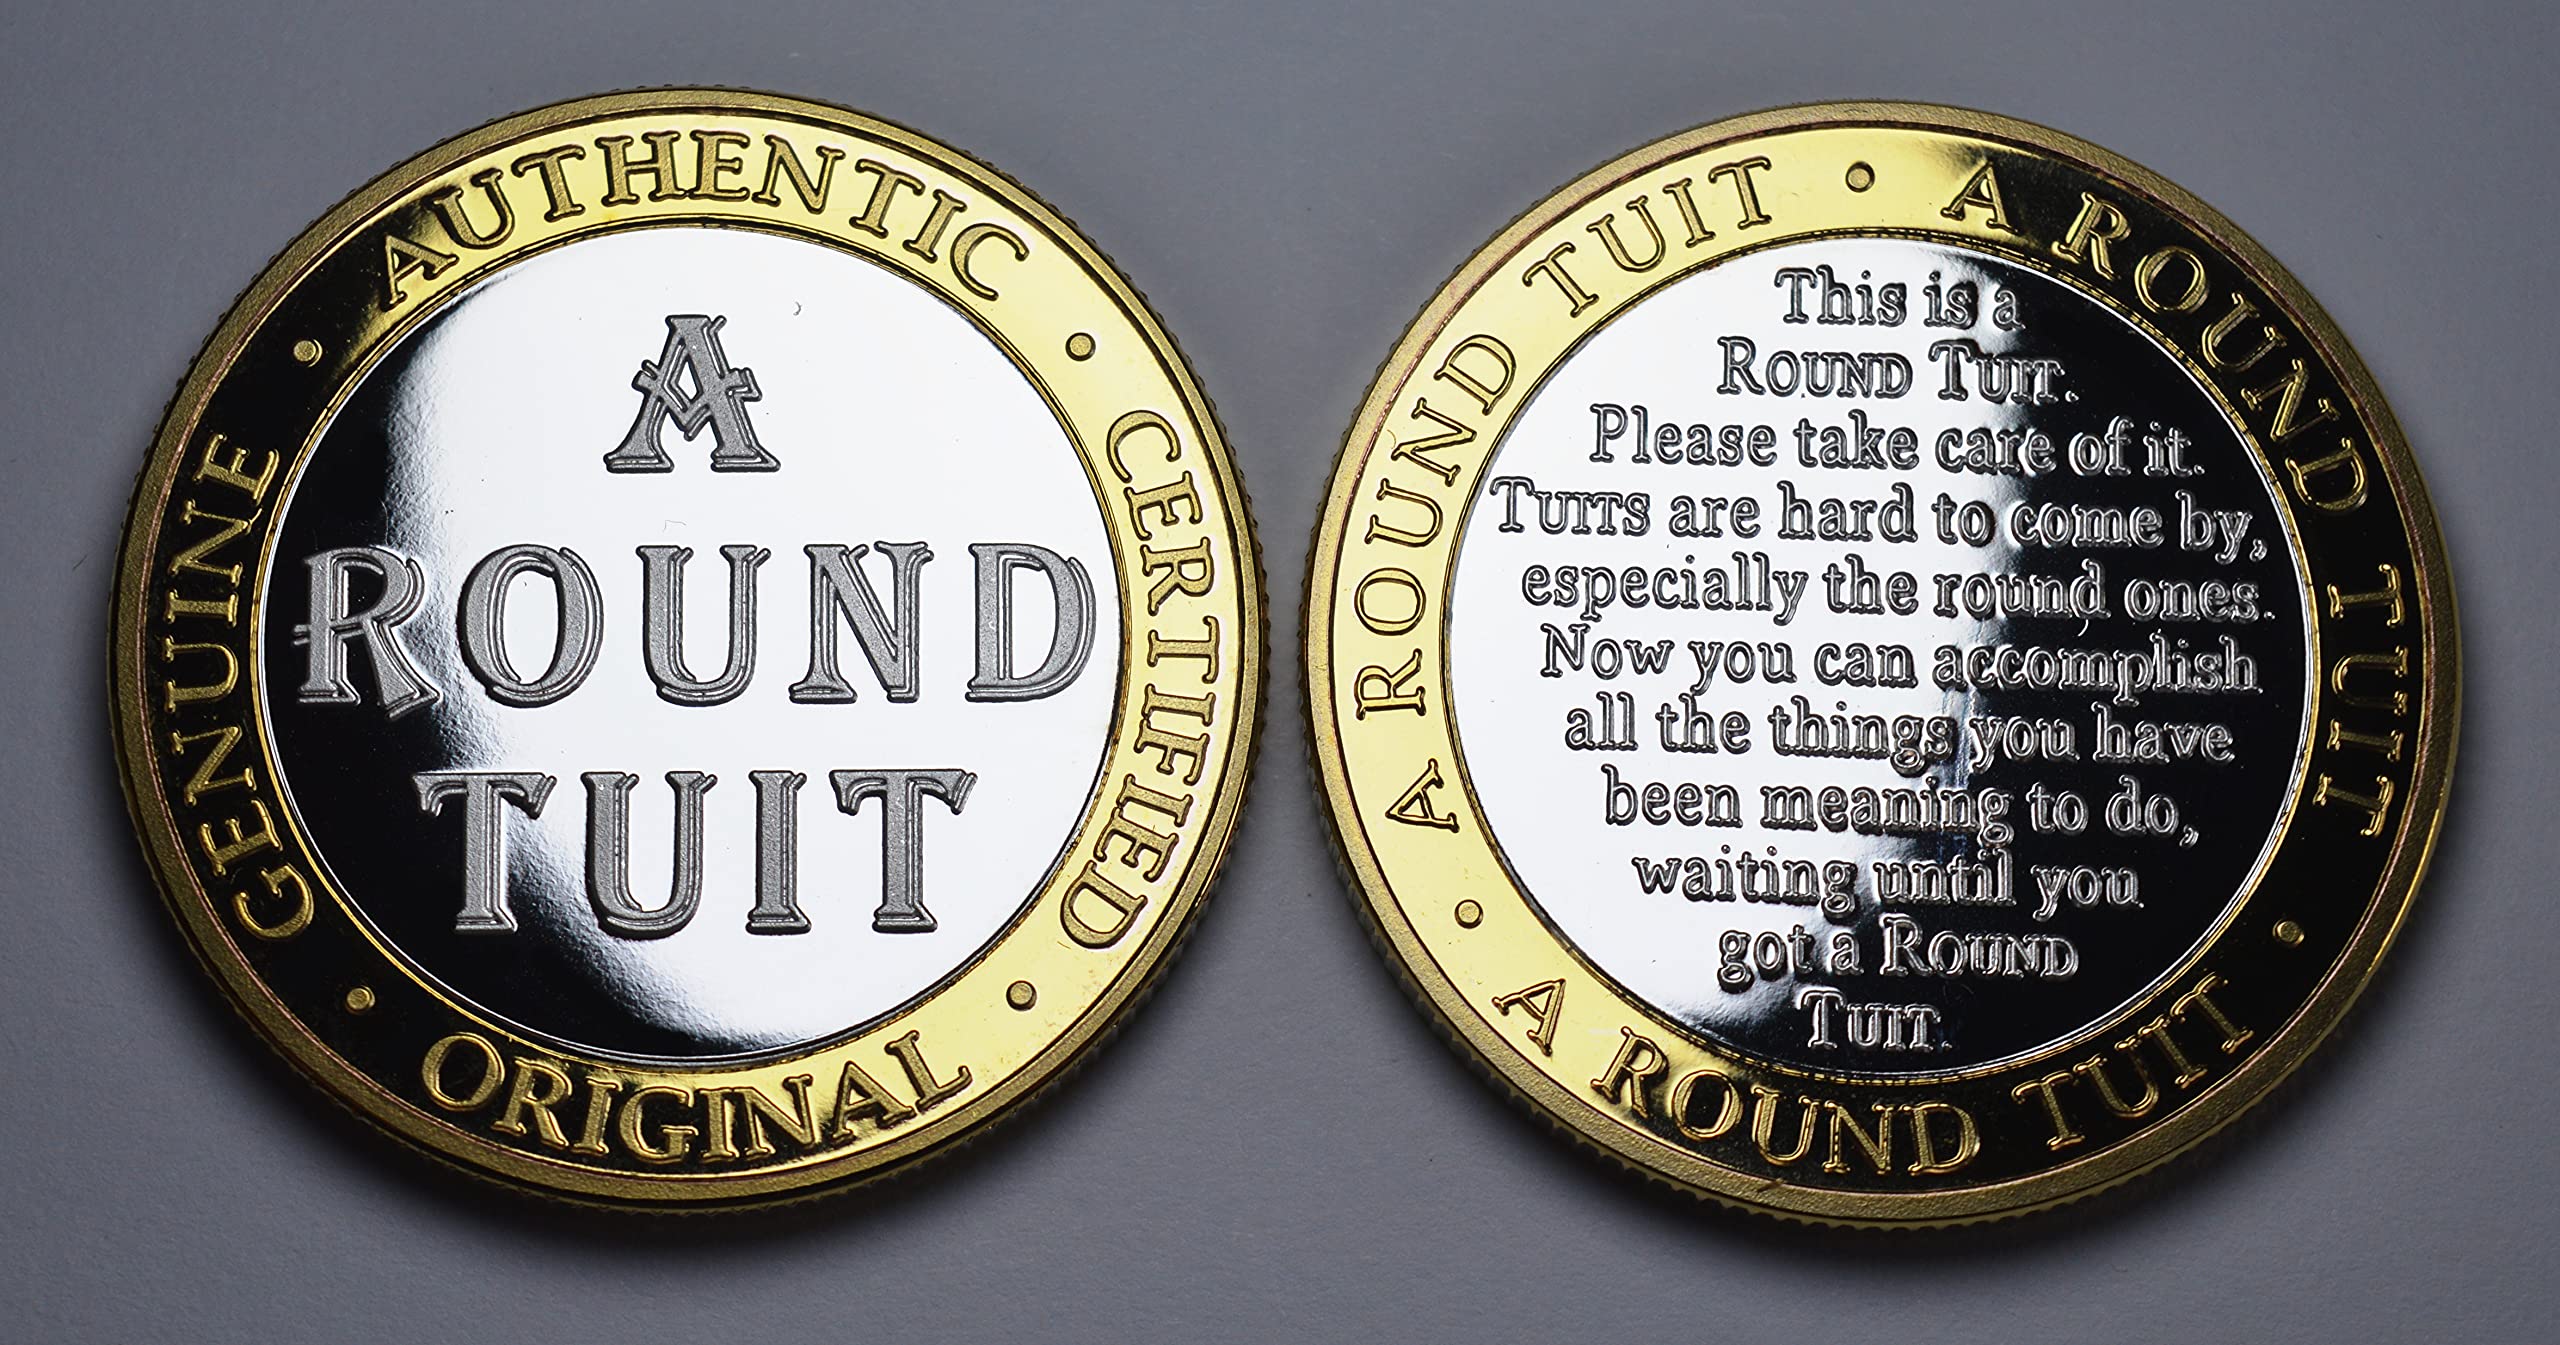 · AUTHENTIC · CERTIFIED · ORIGINAL · GENUINE
A
ROUND
TUIT
· A ROUND TUIT · A ROUND TUIT · A ROUND TUIT
This is a
ROUND TUIT.
Please take care of it.
TUITS are hard to come by,
especially the round ones.
Now you can accomplish
all the things you have
been meaning to do,
waiting until you
got a ROUND
TUIT.